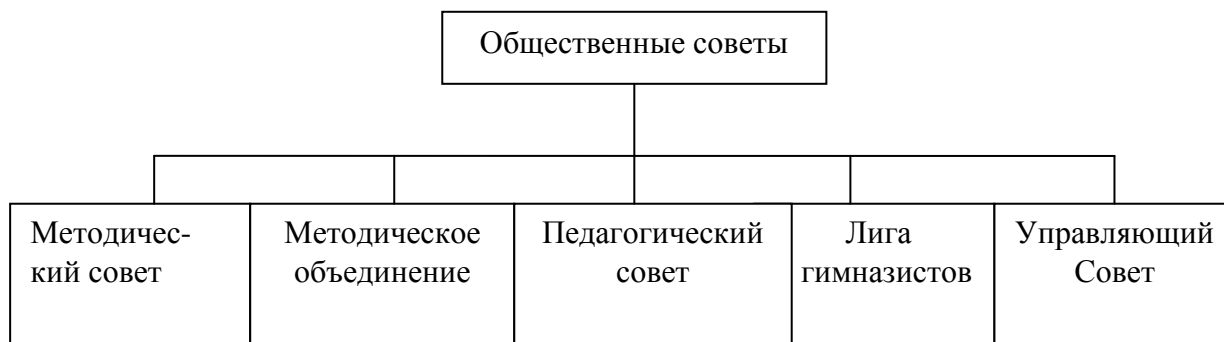 Общественные советы
Методичес-
кий совет
Методическое
объединение
Педагогический
совет
Лига
гимназистов
Управляющий
Совет